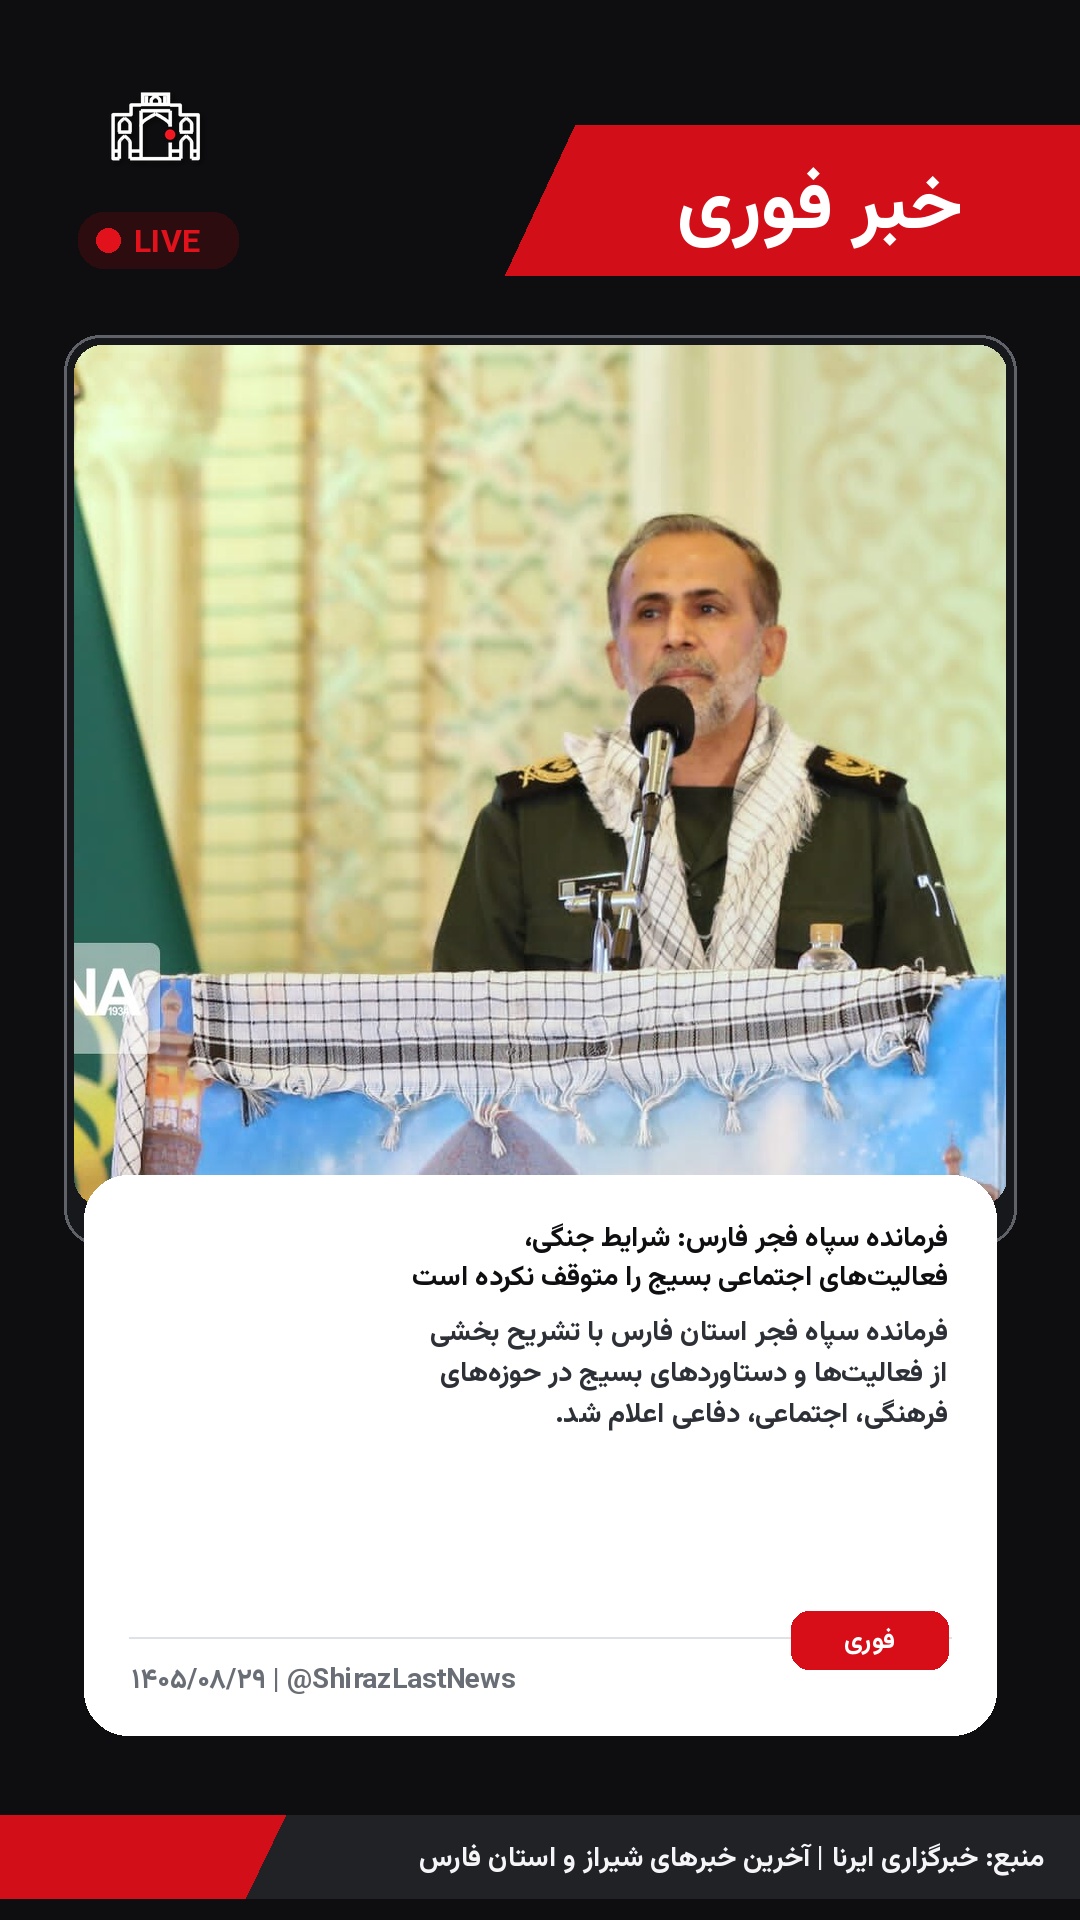 خبر فوری
LIVE
NA
1934
فرمانده سپاه فجر فارس: شرایط جنگی،
فعالیت‌های اجتماعی بسیج را متوقف نکرده است
فرمانده سپاه فجر استان فارس با تشریح بخشی
از فعالیت‌ها و دستاوردهای بسیج در حوزه‌های
فرهنگی، اجتماعی، دفاعی اعلام شد.
فوری
۱۴۰۵/۰۸/۲۹ | @ShirazLastNews
منبع: خبرگزاری ایرنا | آخرین خبرهای شیراز و استان فارس